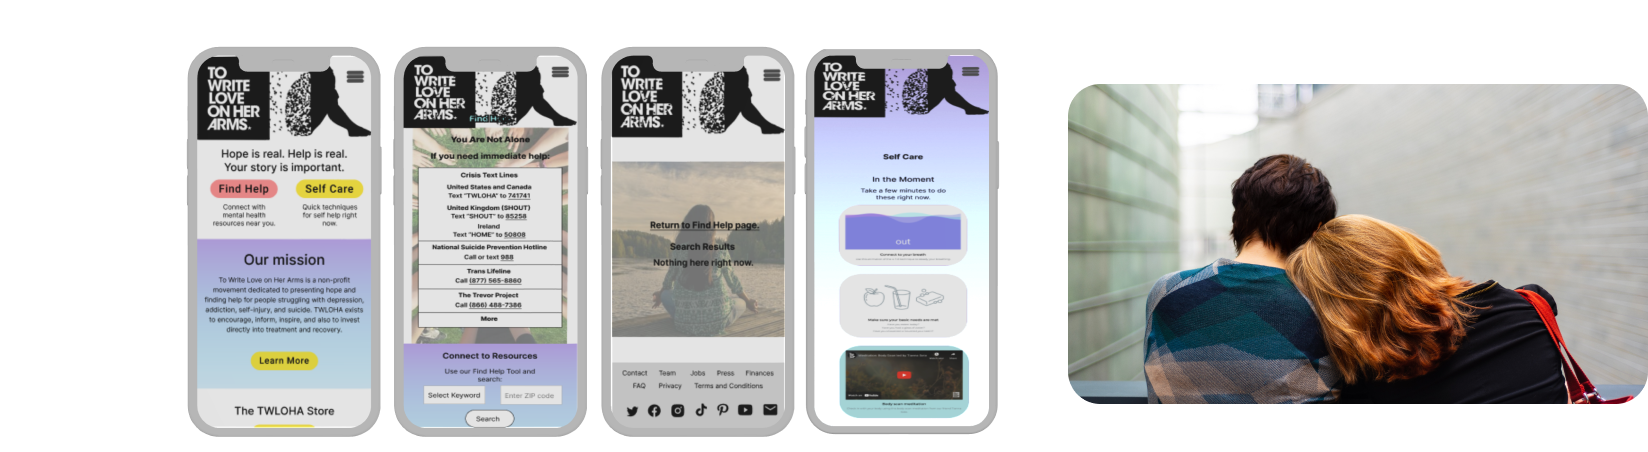 TO
WRITE
LOVE
ON HER
ARMS.
Hope is real. Help is real.
Your story is important.
Find Help
Self Care
Connect with
mental health
resources near you.
Quick techniques
for self help right
now.
Our mission
To Write Love on Her Arms is a non-profit
movement dedicated to presenting hope and
finding help for people struggling with depression,
addiction, self-injury, and suicide. TWLOHA exists
to encourage, inform, inspire, and also to invest
directly into treatment and recovery.
Learn More
The TWLOHA Store
TO
WRITE
LOVE
ON HER
ARMS.
Find H
You Are Not Alone
If you need immediate help:
Crisis Text Lines
United States and Canada
Text "TWLOHA" to 741741
United Kingdom (SHOUT)
Text "SHOUT" to 85258
Ireland
Text "HOME" to 50808
National Suicide Prevention Hotline
Call or text 988
Trans Lifeline
Call (877) 565-8860
The Trevor Project
Call (866) 488-7386
More
Connect to Resources
Use our Find Help Tool and
search:
Select Keyword
Enter ZIP code
Search
TO
WRITE
LOVE
ON HER
ARMS.
Return to Find Help page.
Search Results
Nothing here right now.
Contact Team Jobs Press Finances
FAQ Privacy Terms and Conditions
TO
WRITE
LOVE
ON HER
ARMS.
Self Care
In the Moment
Take a few minutes to do
these right now.
out
Connect to your breath
Make sure your basic needs are met
Body scan meditation